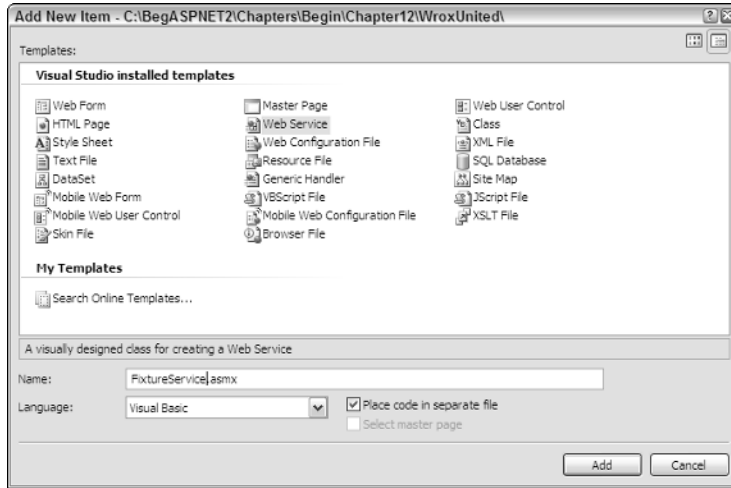 Add New Item - C:\BegASPNET2\Chapters\Begin\Chapter12\WroxUnited\
Templates:
Visual Studio installed templates
Web Form Master Page Web User Control
HTML Page Web Service Class
Style Sheet Web Configuration File XML File
Text File Resource File SQL Database
DataSet Generic Handler Site Map
Mobile Web Form VBScript File JScript File
Mobile Web User Control Mobile Web Configuration File XSLT File
Skin File Browser File
My Templates
Search Online Templates...
A visually designed class for creating a Web Service
Name: FixtureService.asmx
Language: Visual Basic Place code in separate file
Select master page
Add Cancel